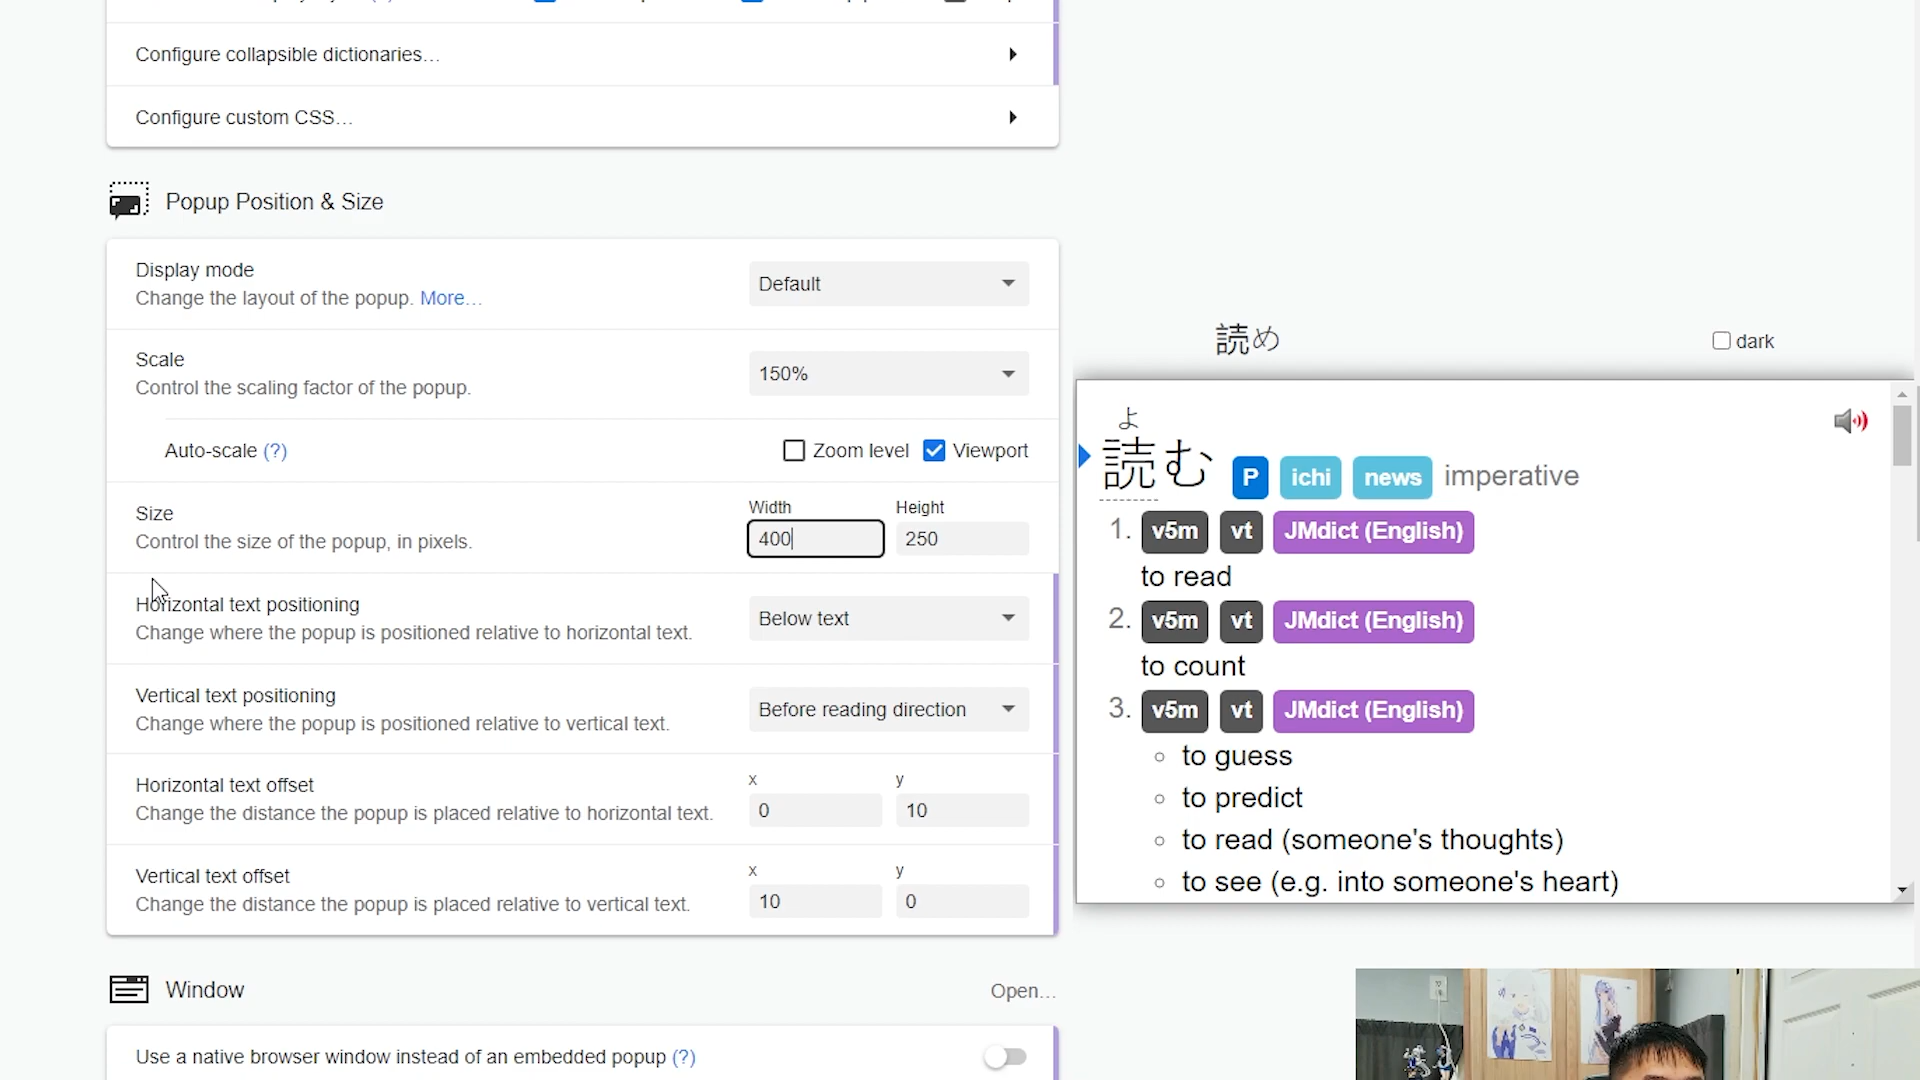 Configure collapsible dictionaries…
Configure custom CSS…
Popup Position & Size
Display mode
Change the layout of the popup. More…
Default
Scale
Control the scaling factor of the popup.
150%
Auto-scale (?)
Zoom level
Viewport
Size
Control the size of the popup, in pixels.
Width
400
Height
250
Horizontal text positioning
Change where the popup is positioned relative to horizontal text.
Below text
Vertical text positioning
Change where the popup is positioned relative to vertical text.
Before reading direction
Horizontal text offset
Change the distance the popup is placed relative to horizontal text.
x
0
y
10
Vertical text offset
Change the distance the popup is placed relative to vertical text.
x
10
y
0
Window
Open…
Use a native browser window instead of an embedded popup (?)
読め
dark
よ
読む P ichi news imperative
1. v5m vt JMdict (English)
to read
2. v5m vt JMdict (English)
to count
3. v5m vt JMdict (English)
to guess
to predict
to read (someone's thoughts)
to see (e.g. into someone's heart)